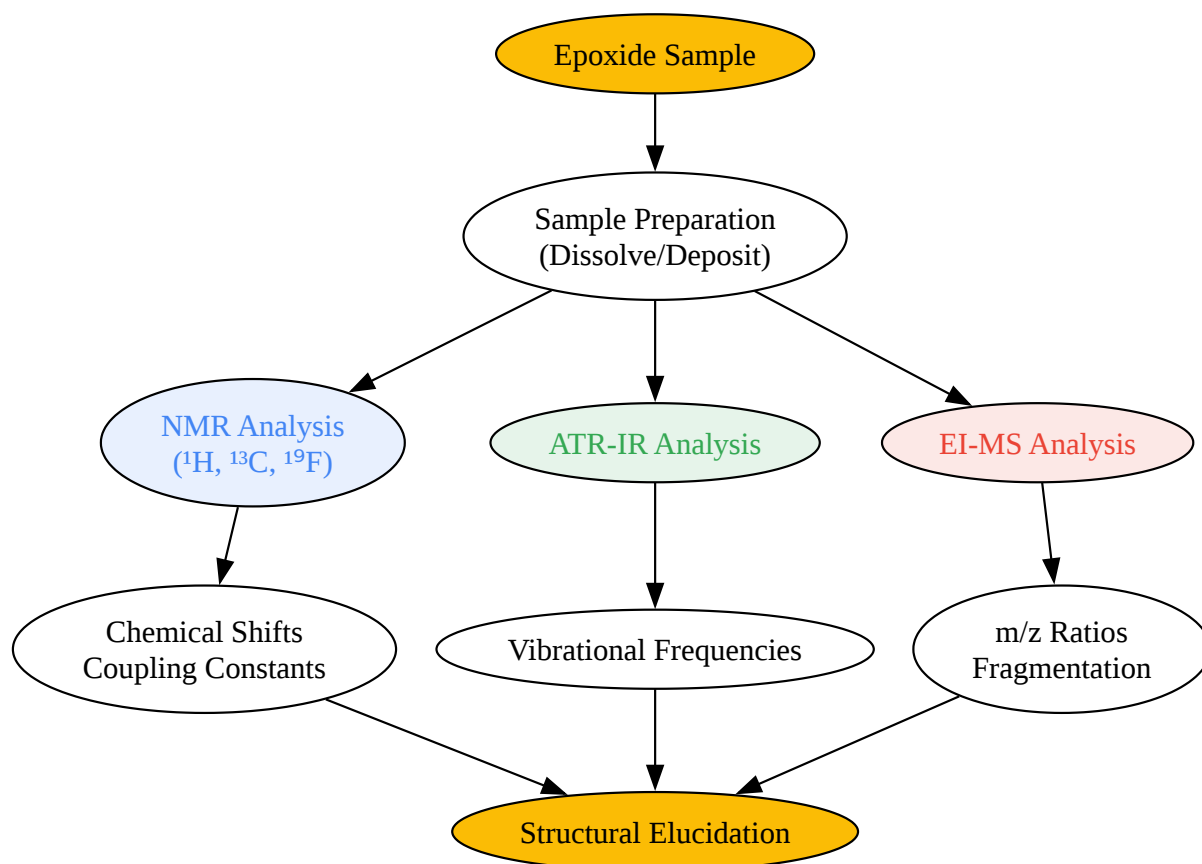 Epoxide Sample
Sample Preparation
(Dissolve/Deposit)
NMR Analysis
(¹H, ¹³C, ¹⁹F)
ATR-IR Analysis
EI-MS Analysis
Chemical Shifts
Coupling Constants
Vibrational Frequencies
m/z Ratios
Fragmentation
Structural Elucidation